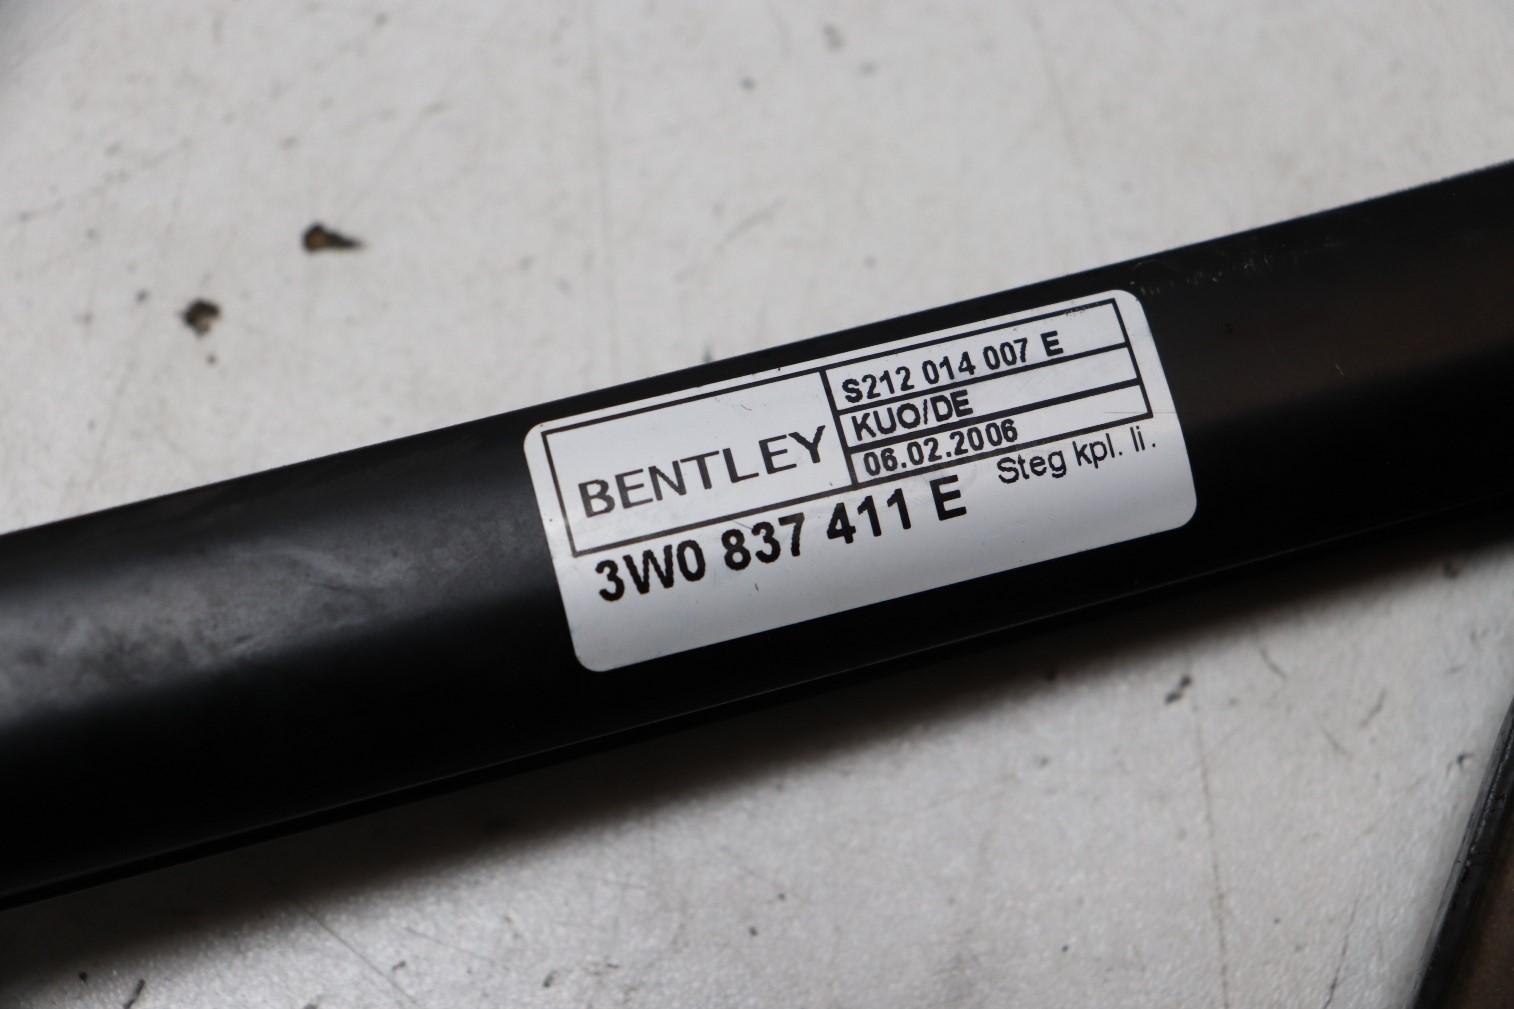 BENTLEY
S212 014 007 E
KUO/DE
06.02.2006
3W0 837 411 E
Steg kpl. li.